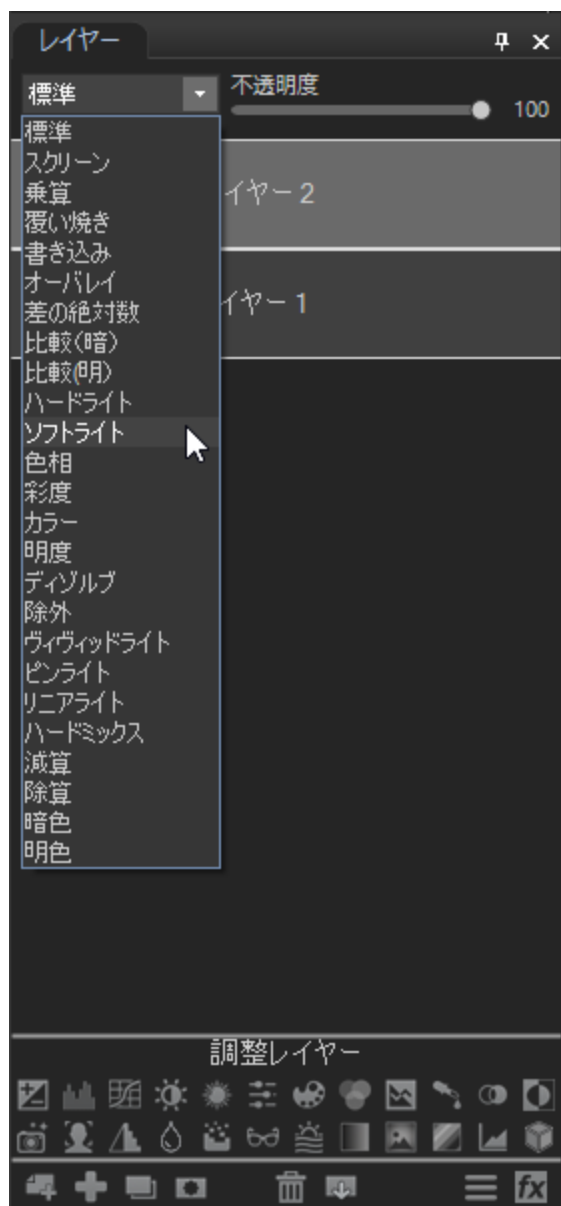 レイヤー
標準
不透明度
100
標準
スクリーン
乗算
覆い焼き
書き込み
オーバレイ
差の絶対数
比較(暗)
比較(明)
ハードライト
ソフトライト
色相
彩度
カラー
明度
ディゾルブ
除外
ヴィヴィッドライト
ピンライト
リニアライト
ハードミックス
減算
除算
暗色
明色
イヤー 2
イヤー 1
調整レイヤー
fx